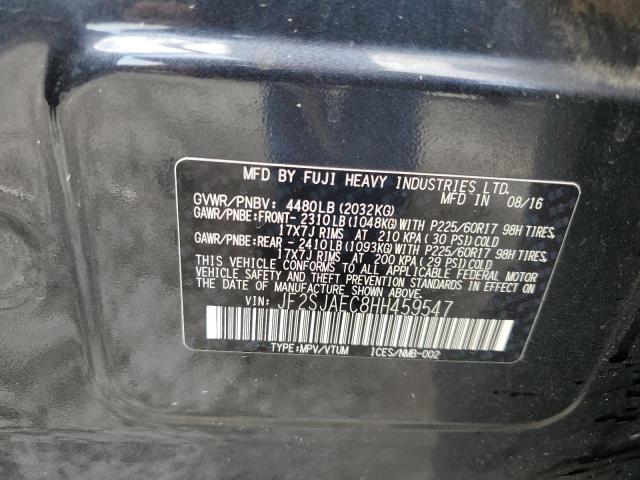 MFD BY FUJI HEAVY INDUSTRIES LTD.
MFD IN 08/16
GVWR/PNBV: 4480LB (2032KG)
GAWR/PNBE:FRONT- 2310LB (1048KG) WITH P225/60R17 98H TIRES,
17X7J RIMS AT 210 KPA ( 30 PSI) COLD
GAWR/PNBE:REAR - 2410LB (1093KG) WITH P225/60R17 98H TIRES,
17X7J RIMS AT 200 KPA ( 29 PSI) COLD
THIS VEHICLE CONFORMS TO ALL APPLICABLE FEDERAL MOTOR
VEHICLE SAFETY AND THEFT PREVENTION STANDARDS IN EFFECT ON
THE DATE OF MANUFACTURE SHOWN ABOVE.
VIN: JF2SJAEC8HH459547
TYPE:MPV/VTUM ICES/NMB-002